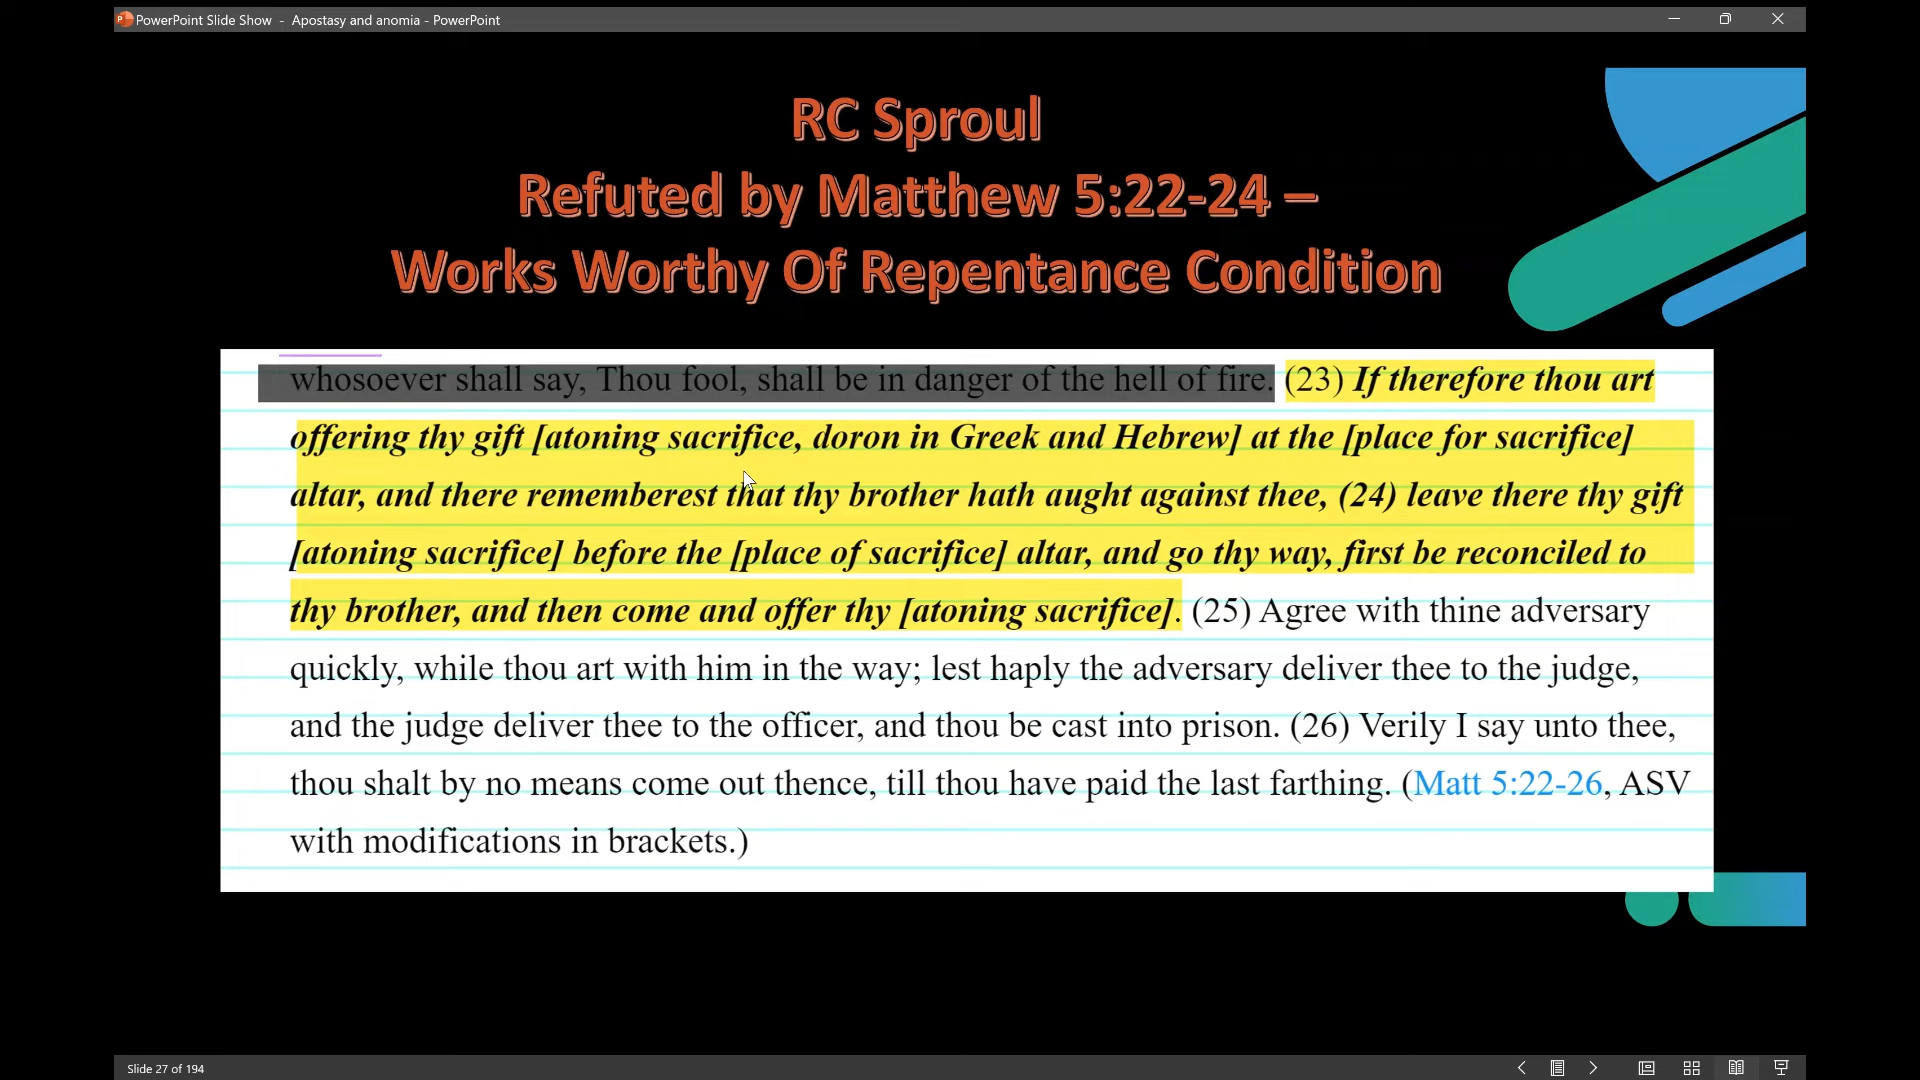 PowerPoint Slide Show - Apostasy and anomia - PowerPoint
RC Sproul
Refuted by Matthew 5:22-24 –
Works Worthy Of Repentance Condition
whosoever shall say, Thou fool, shall be in danger of the hell of fire. (23) If therefore thou art
offering thy gift [atoning sacrifice, doron in Greek and Hebrew] at the [place for sacrifice]
altar, and there rememberest that thy brother hath aught against thee, (24) leave there thy gift
[atoning sacrifice] before the [place of sacrifice] altar, and go thy way, first be reconciled to
thy brother, and then come and offer thy [atoning sacrifice]. (25) Agree with thine adversary
quickly, while thou art with him in the way; lest haply the adversary deliver thee to the judge,
and the judge deliver thee to the officer, and thou be cast into prison. (26) Verily I say unto thee,
thou shalt by no means come out thence, till thou have paid the last farthing. (Matt 5:22-26, ASV
with modifications in brackets.)
Slide 27 of 194